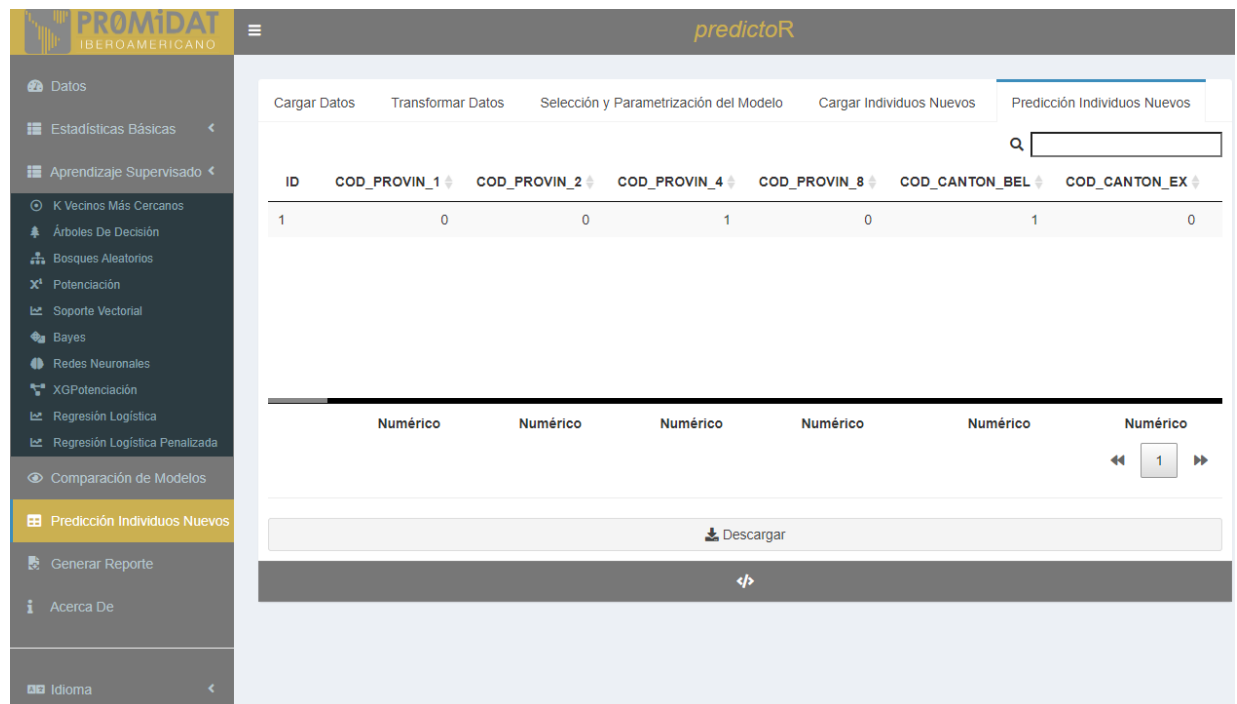 PRØMiDAT
IBEROAMERICANO
predictoR
Datos
Estadísticas Básicas
Aprendizaje Supervisado
K Vecinos Más Cercanos
Árboles De Decisión
Bosques Aleatorios
Potenciación
Soporte Vectorial
Bayes
Redes Neuronales
XGPotenciación
Regresión Logística
Regresión Logística Penalizada
Comparación de Modelos
Predicción Individuos Nuevos
Generar Reporte
Acerca De
Idioma
Cargar Datos Transformar Datos Selección y Parametrización del Modelo Cargar Individuos Nuevos Predicción Individuos Nuevos
ID COD_PROVIN_1 COD_PROVIN_2 COD_PROVIN_4 COD_PROVIN_8 COD_CANTON_BEL COD_CANTON_EX
1 0 0 1 0 1 0
Numérico Numérico Numérico Numérico Numérico Numérico
1
Descargar